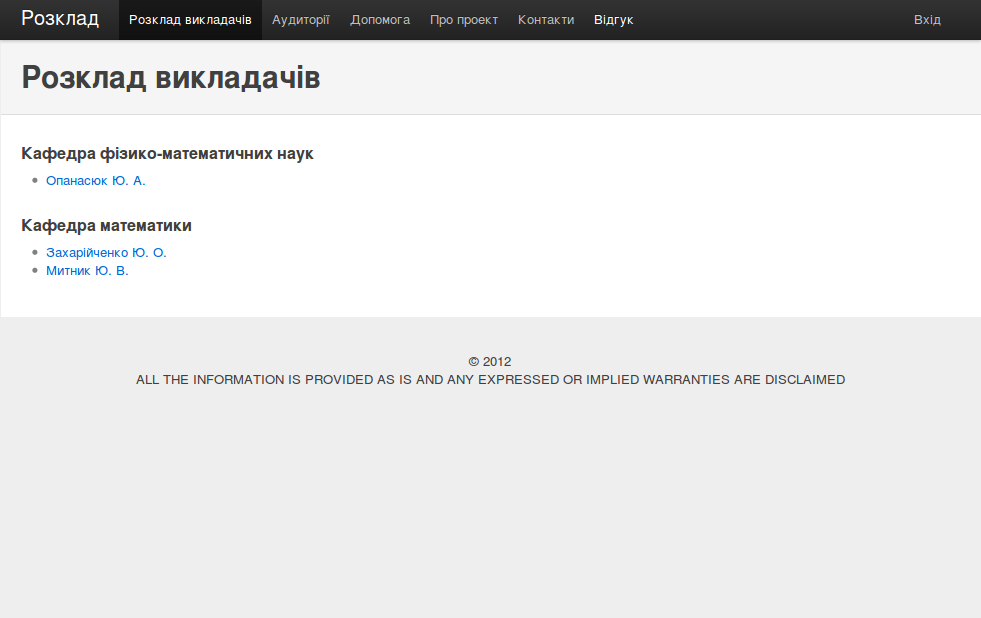 Розклад Розклад викладачів Аудиторії Допомога Про проект Контакти Відгук Вхід
Розклад викладачів
Кафедра фізико-математичних наук
Опанасюк Ю. А.
Кафедра математики
Захарійченко Ю. О.
Митник Ю. В.
© 2012
ALL THE INFORMATION IS PROVIDED AS IS AND ANY EXPRESSED OR IMPLIED WARRANTIES ARE DISCLAIMED